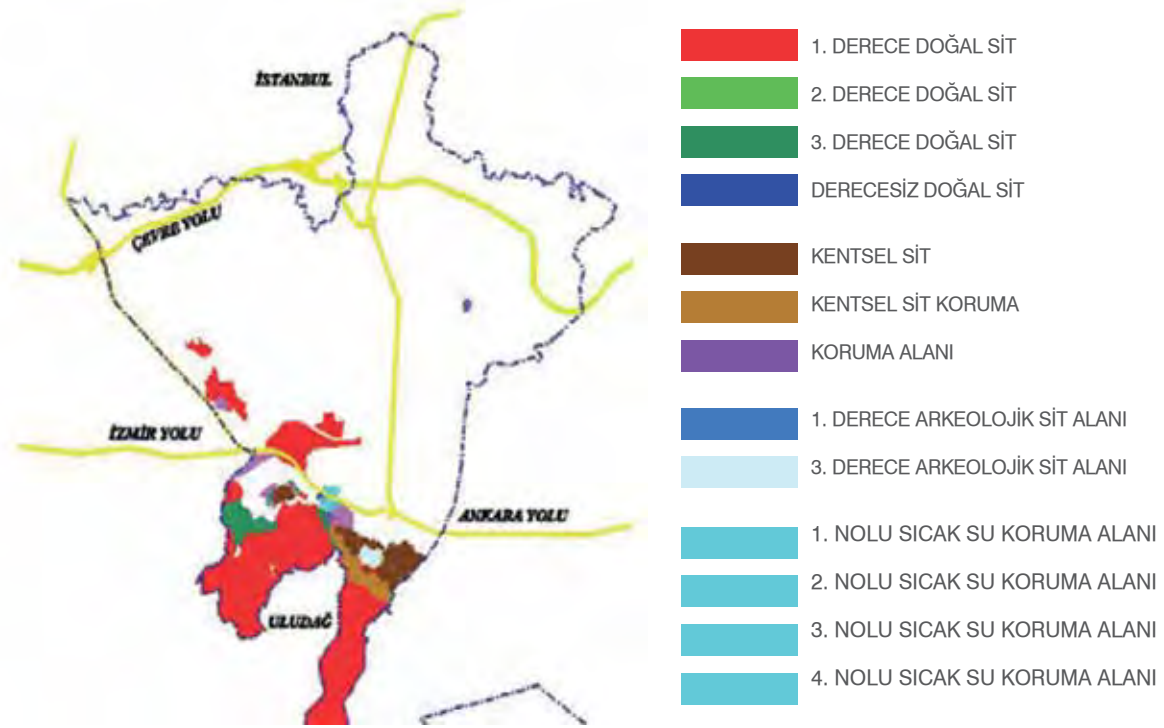 İSTANBUL
ÇEVRE YOLU
İZMİR YOLU
ANKARA YOLU
ULUDAĞ
1. DERECE DOĞAL SİT
2. DERECE DOĞAL SİT
3. DERECE DOĞAL SİT
DERECESİZ DOĞAL SİT
KENTSEL SİT
KENTSEL SİT KORUMA
KORUMA ALANI
1. DERECE ARKEOLOJİK SİT ALANI
3. DERECE ARKEOLOJİK SİT ALANI
1. NOLU SICAK SU KORUMA ALANI
2. NOLU SICAK SU KORUMA ALANI
3. NOLU SICAK SU KORUMA ALANI
4. NOLU SICAK SU KORUMA ALANI